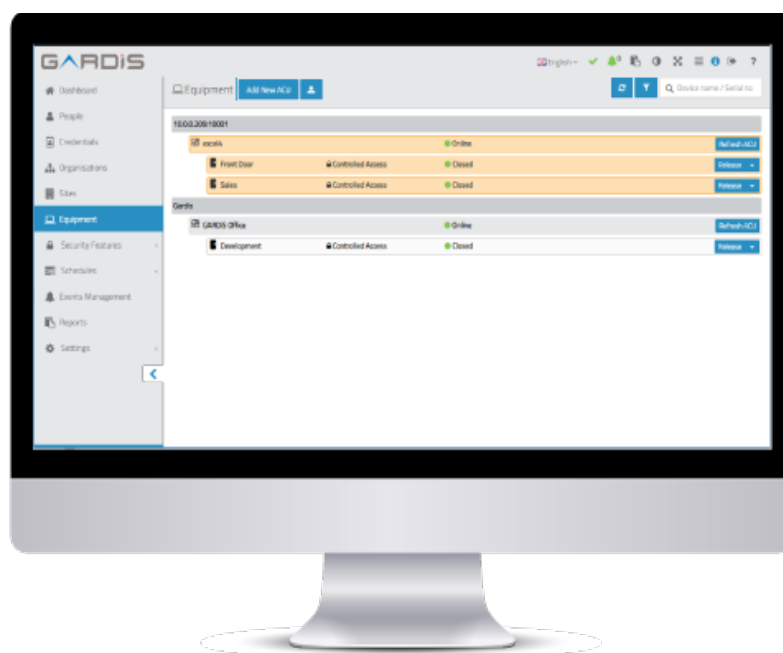 GARDiS
English
Dashboard
Equipment
Add New ACU
Device name / Serial no
People
Credentials
Organisations
Sites
Equipment
Security Features
Schedules
Events Management
Reports
Settings
10.0.0.209:10001
Online
Refresh ACU
Front Door
Controlled Access
Closed
Release
Sales
Controlled Access
Closed
Release
Gardis
GARDIS Office
Online
Refresh ACU
Development
Controlled Access
Closed
Release